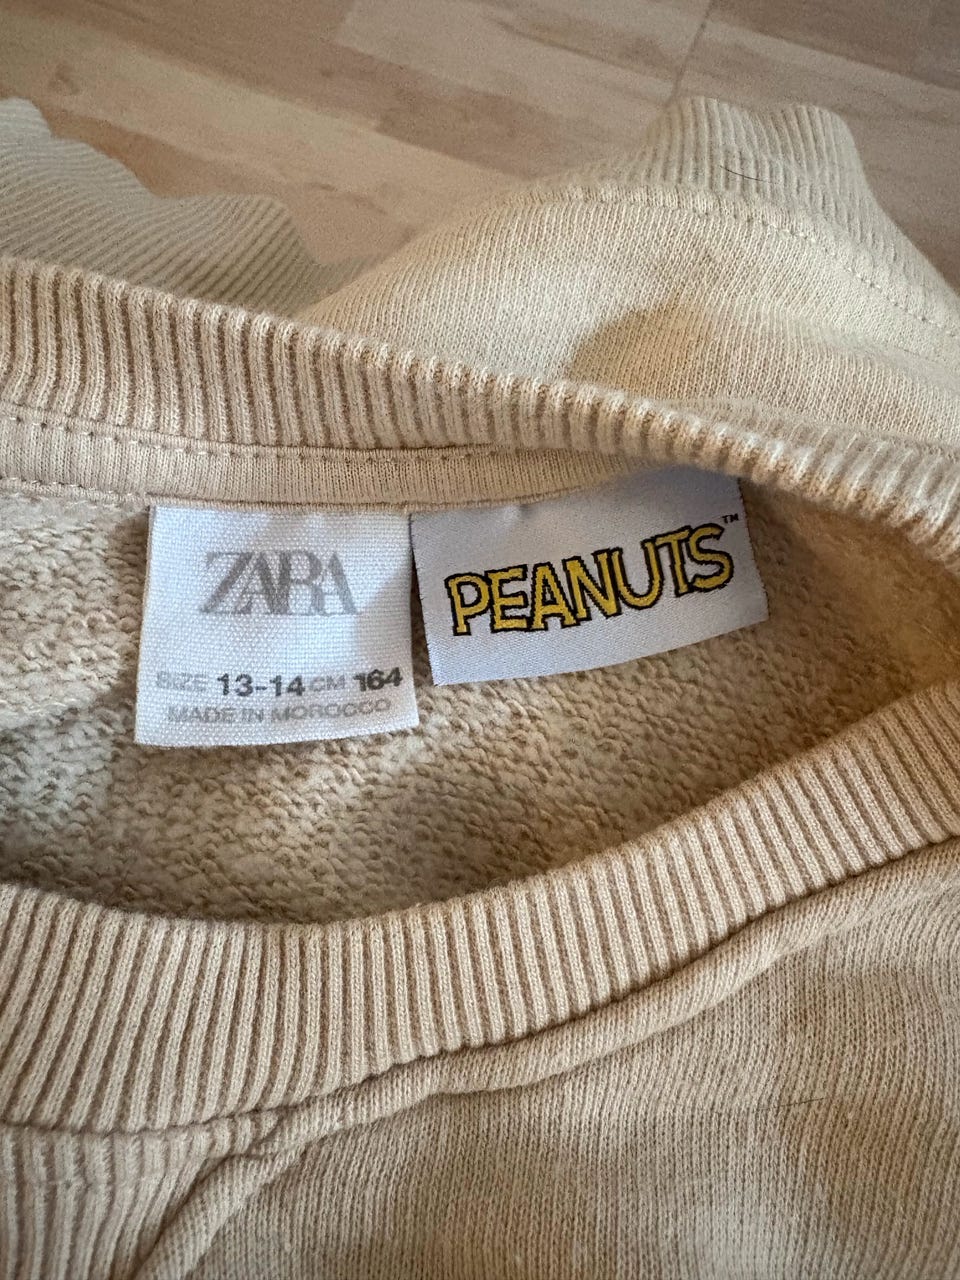 ZARA
SIZE 13-14 CM 164
MADE IN MOROCCO
PEANUTS™